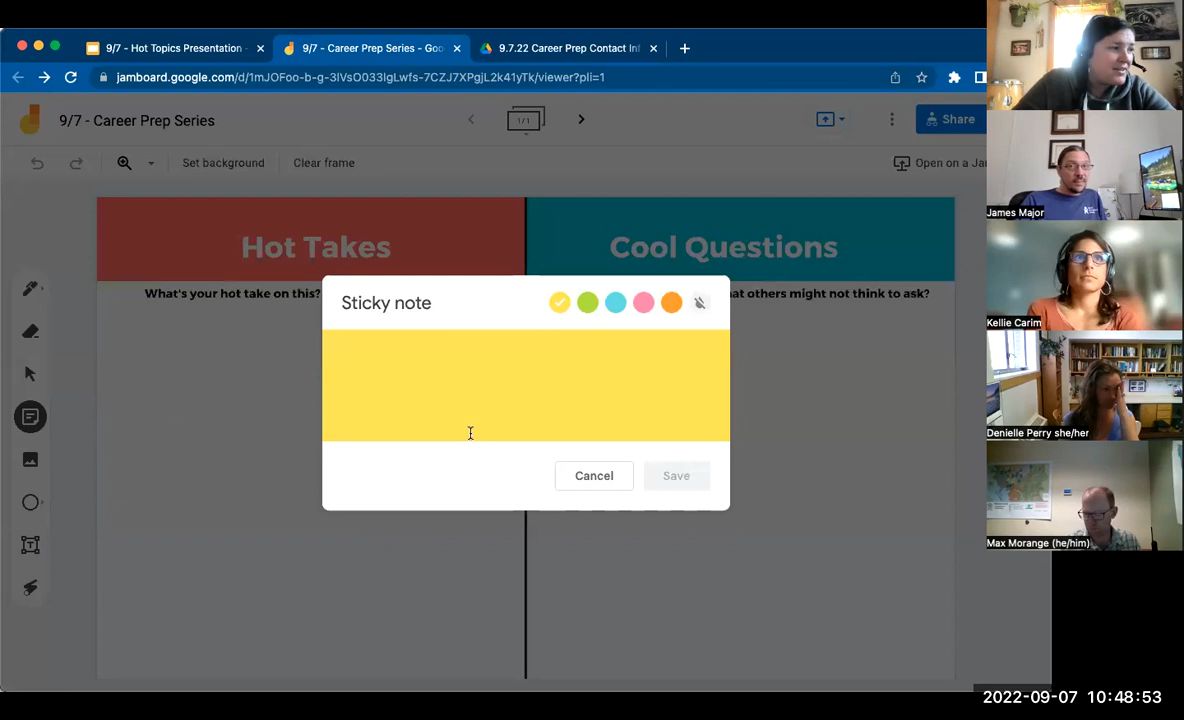 9/7 - Hot Topics Presentation
9/7 - Career Prep Series - Goo
9.7.22 Career Prep Contact Inf
jamboard.google.com/d/1mJOFoo-b-g-3lVsO033lgLwfs-7CZJ7XPgjL2k41yTk/viewer?pli=1
9/7 - Career Prep Series
1/1
Share
Set background
Clear frame
Open on a Jam
Hot Takes
Cool Questions
What's your hot take on this?
hat others might not think to ask?
Sticky note
Cancel
Save
James Major
Kellie Carim
Denielle Perry she/her
Max Morange (he/him)
2022-09-07 10:48:53